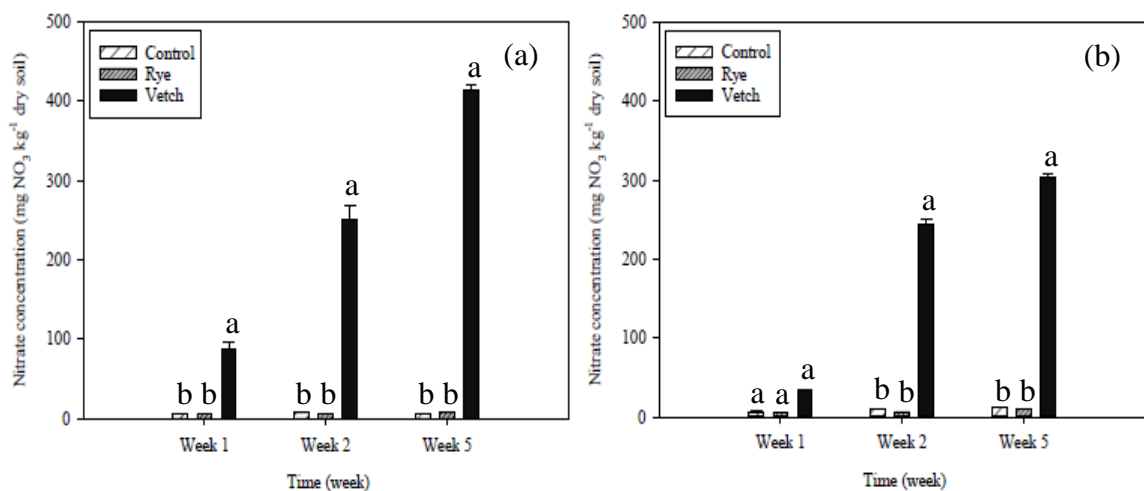 500
400
300
200
100
0
Nitrate concentration (mg NO3 kg-1 dry soil)
Control
Rye
Vetch
(a)
b b a
b b a
b b a
Week 1 Week 2 Week 5
Time (week)
500
400
300
200
100
0
Nitrate concentration (mg NO3 kg-1 dry soil)
Control
Rye
Vetch
(b)
a a a
b b a
b b a
Week 1 Week 2 Week 5
Time (week)